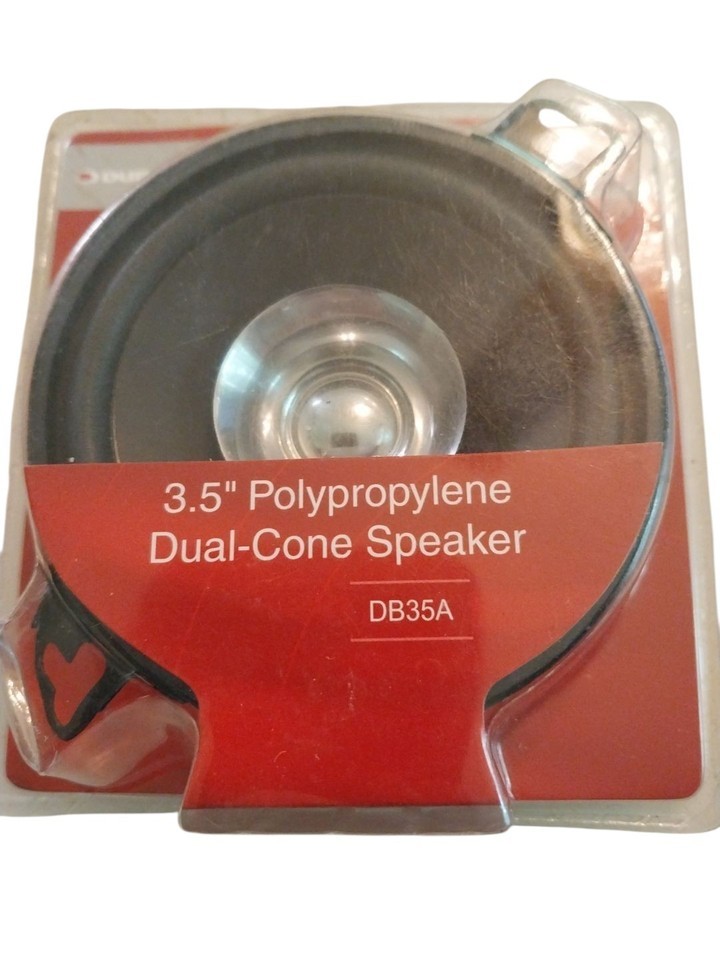 3.5" Polypropylene
Dual-Cone Speaker
DB35A